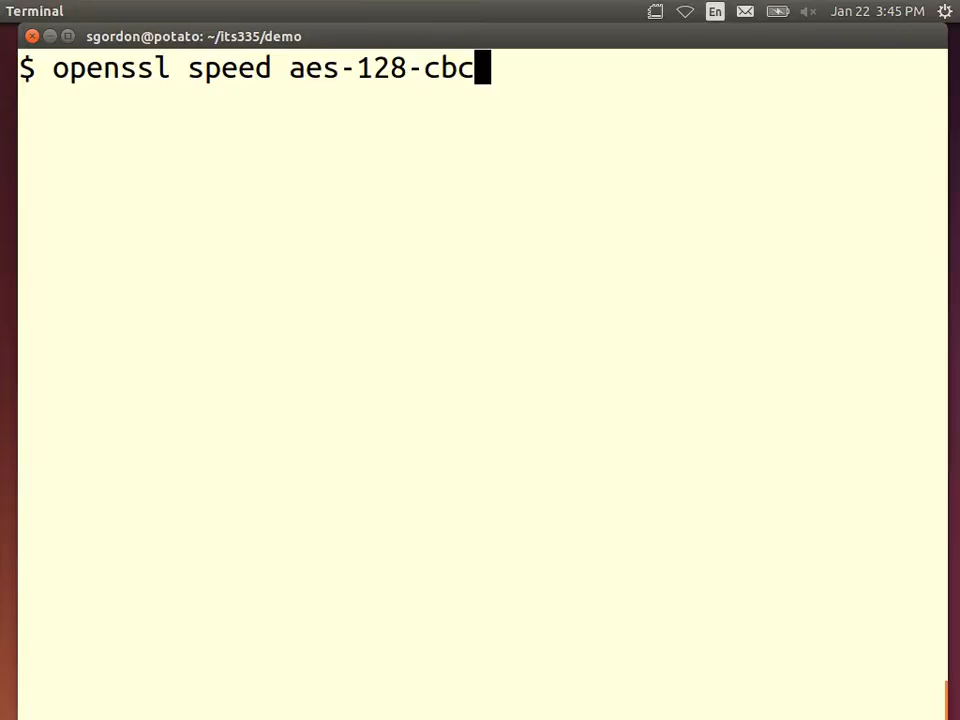 Terminal
En
Jan 22 3:45 PM
sgordon@potato: ~/its335/demo
$ openssl speed aes-128-cbc